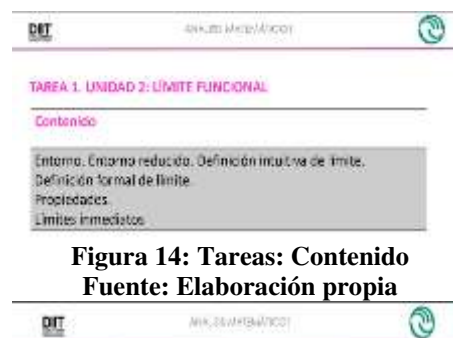 DIIT
ANÁLISIS MATEMÁTICO I
TAREA 1. UNIDAD 2: LÍMITE FUNCIONAL
Contenido
Entorno. Entorno reducido. Definición intuitiva de límite.
Definición formal de límite.
Propiedades.
Límites inmediatos
Figura 14: Tareas: Contenido
Fuente: Elaboración propia
DIIT
ANÁLISIS MATEMÁTICO I